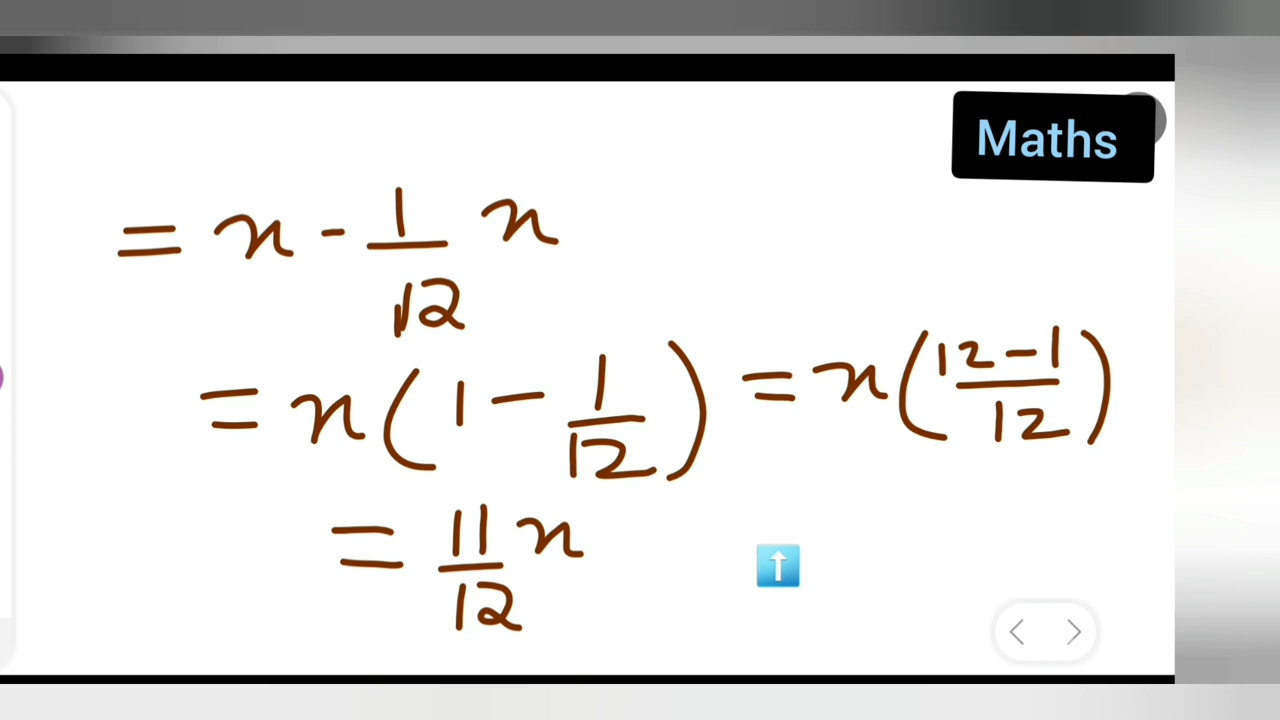 Maths
= x - 1/12 x
= x ( 1 - 1/12 ) = x ( 12-1/12 )
= 11/12 x